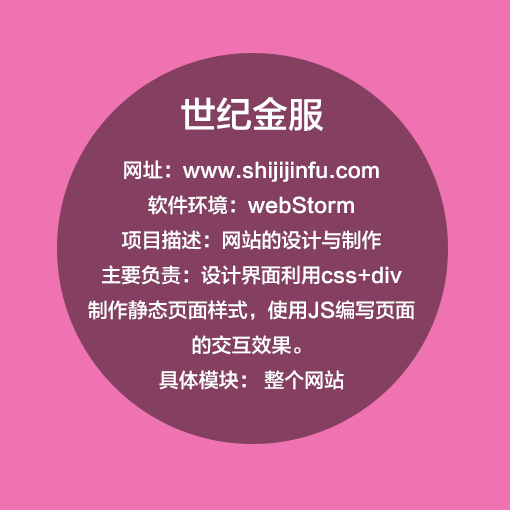 世纪金服
网址：www.shijijinfu.com
软件环境：webStorm
项目描述：网站的设计与制作
主要负责：设计界面利用css+div
制作静态页面样式，使用JS编写页面
的交互效果。
具体模块： 整个网站